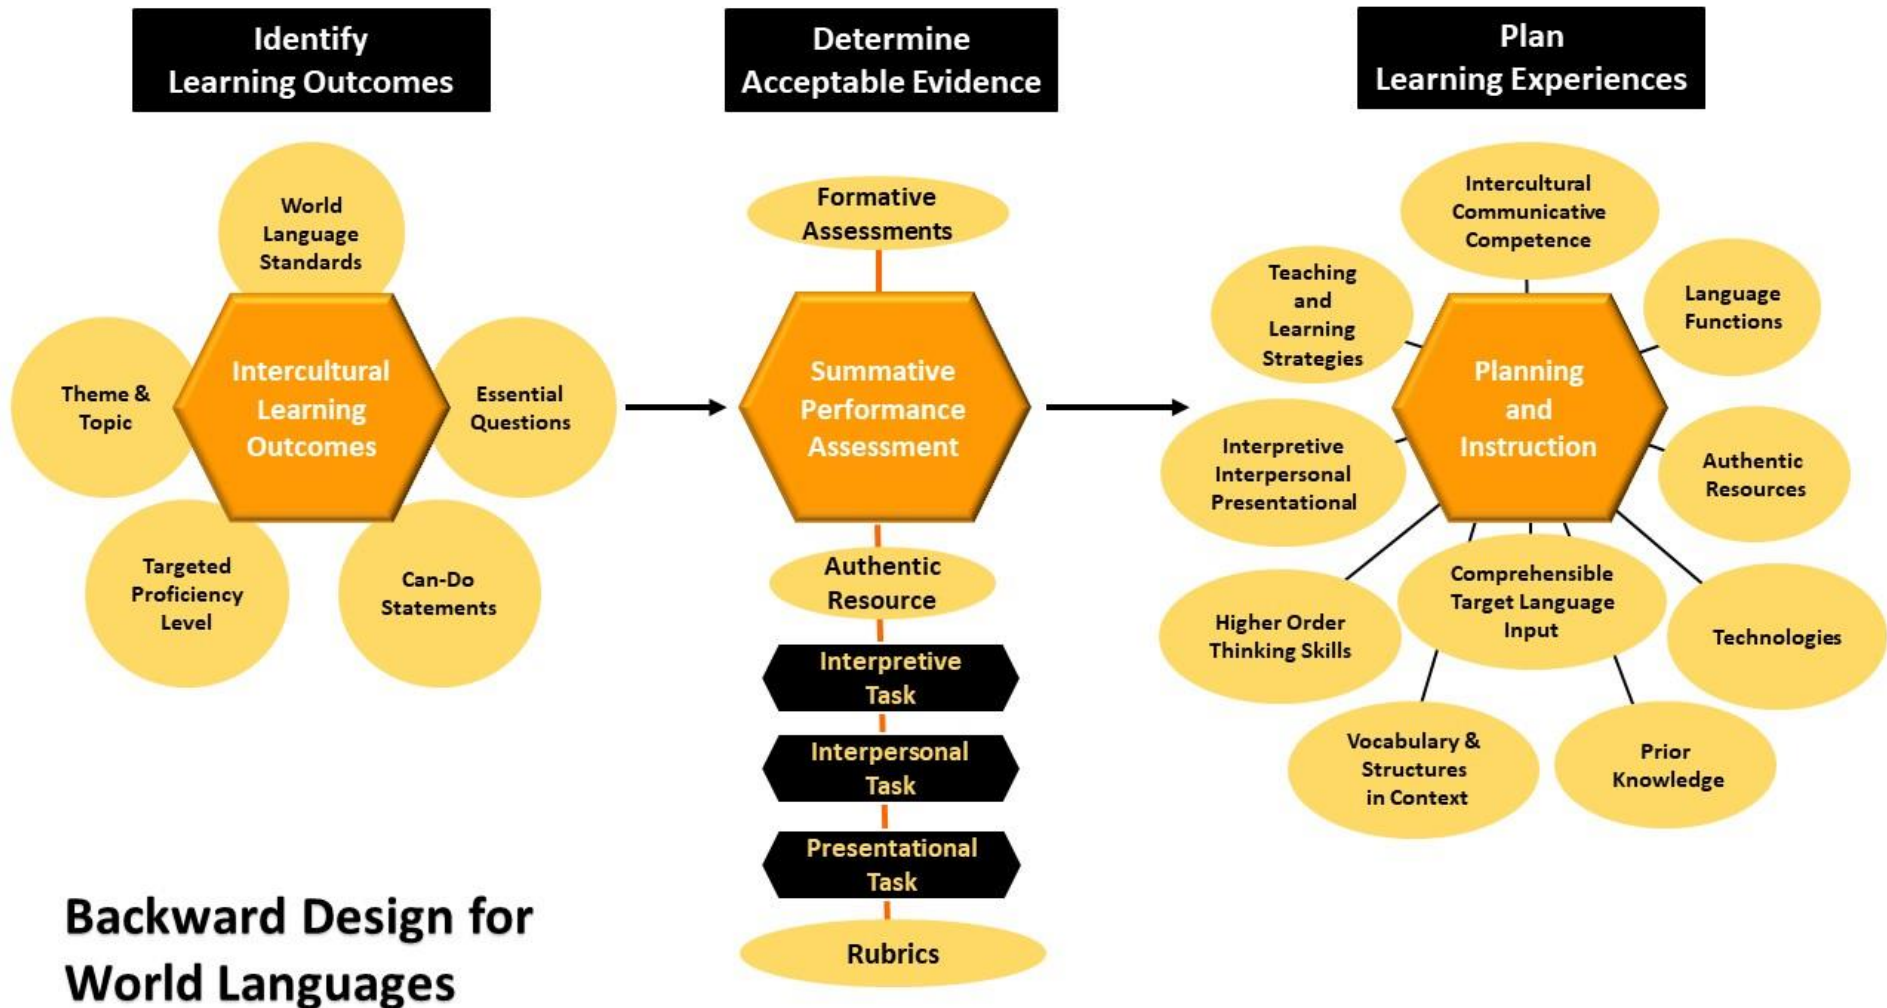 Identify
Learning Outcomes
World
Language
Standards
Theme &
Topic
Intercultural
Learning
Outcomes
Essential
Questions
Targeted
Proficiency
Level
Can-Do
Statements
Determine
Acceptable Evidence
Formative
Assessments
Summative
Performance
Assessment
Authentic
Resource
Interpretive
Task
Interpersonal
Task
Presentational
Task
Rubrics
Plan
Learning Experiences
Intercultural
Communicative
Competence
Teaching
and
Learning
Strategies
Language
Functions
Planning
and
Instruction
Interpretive
Interpersonal
Presentational
Authentic
Resources
Higher Order
Thinking Skills
Comprehensible
Target Language
Input
Technologies
Vocabulary &
Structures
in Context
Prior
Knowledge
Backward Design for
World Languages